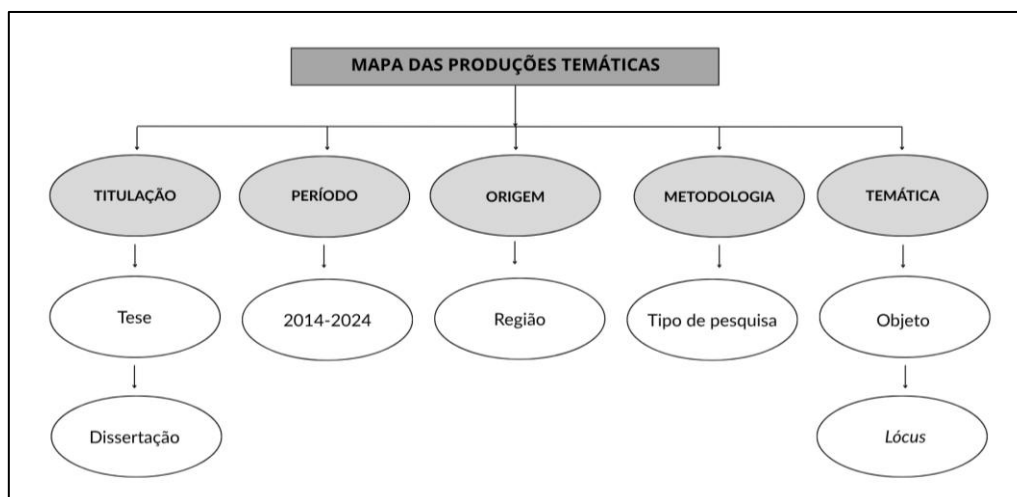 MAPA DAS PRODUÇÕES TEMÁTICAS
TITULAÇÃO
PERÍODO
ORIGEM
METODOLOGIA
TEMÁTICA
Tese
2014-2024
Região
Tipo de pesquisa
Objeto
Dissertação
Lócus